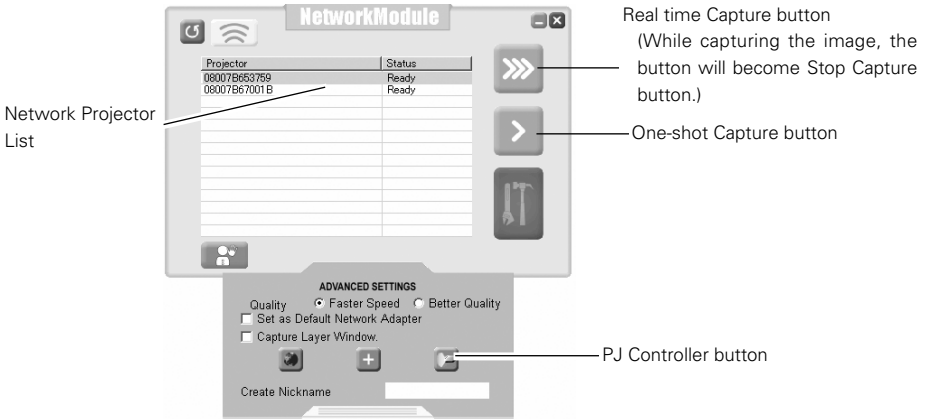 NetworkModule
Real time Capture button
(While capturing the image, the
button will become Stop Capture
button.)
Projector Status
08007B653759 Ready
08007B67001B Ready
Network Projector
List
One-shot Capture button
ADVANCED SETTINGS
Quality Faster Speed Better Quality
Set as Default Network Adapter
Capture Layer Window.
PJ Controller button
Create Nickname